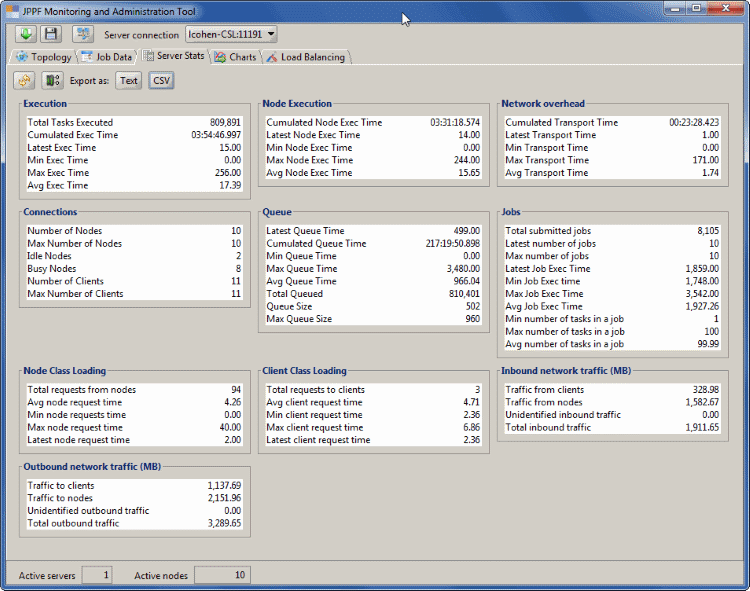 JPPF Monitoring and Administration Tool
Server connection lcohen-CSL:11191
Topology Job Data Server Stats Charts Load Balancing
Export as: Text CSV
Execution
Total Tasks Executed 809,891
Cumulated Exec Time 03:54:46.997
Latest Exec Time 15.00
Min Exec Time 0.00
Max Exec Time 256.00
Avg Exec Time 17.39
Node Execution
Cumulated Node Exec Time 03:31:18.574
Latest Node Exec Time 14.00
Min Node Exec Time 0.00
Max Node Exec Time 244.00
Avg Node Exec Time 15.65
Network overhead
Cumulated Transport Time 00:23:28.423
Latest Transport Time 1.00
Min Transport Time 0.00
Max Transport Time 171.00
Avg Transport Time 1.74
Connections
Number of Nodes 10
Max Number of Nodes 10
Idle Nodes 2
Busy Nodes 8
Number of Clients 11
Max Number of Clients 11
Queue
Latest Queue Time 499.00
Cumulated Queue Time 217:19:50.898
Min Queue Time 0.00
Max Queue Time 3,480.00
Avg Queue Time 966.04
Total Queued 810,401
Queue Size 502
Max Queue Size 960
Jobs
Total submitted jobs 8,105
Latest number of jobs 10
Max number of jobs 10
Latest Job Exec Time 1,859.00
Min Job Exec time 1,748.00
Max Job Exec Time 3,542.00
Avg Job Exec Time 1,927.26
Min number of tasks in a job 1
Max number of tasks in a job 100
Avg number of tasks in a job 99.99
Node Class Loading
Total requests from nodes 94
Avg node request time 4.26
Min node requests time 0.00
Max node request time 40.00
Latest node request time 2.00
Client Class Loading
Total requests to clients 3
Avg client request time 4.71
Min client request time 2.36
Max client request time 6.86
Latest client request time 2.36
Inbound network traffic (MB)
Traffic from clients 328.98
Traffic from nodes 1,582.67
Unidentified inbound traffic 0.00
Total inbound traffic 1,911.65
Outbound network traffic (MB)
Traffic to clients 1,137.69
Traffic to nodes 2,151.96
Unidentified outbound traffic 0.00
Total outbound traffic 3,289.65
Active servers 1 Active nodes 10